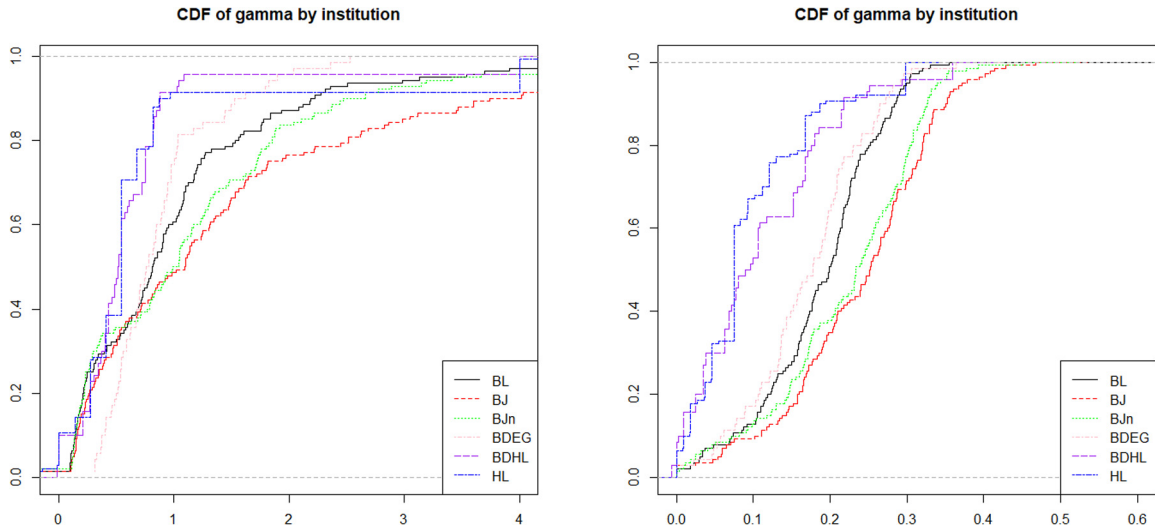 CDF of gamma by institution
1.0
0.8
0.6
0.4
0.2
0.0
0 1 2 3 4
BL
BJ
BJn
BDEG
BDHL
HL
CDF of gamma by institution
1.0
0.8
0.6
0.4
0.2
0.0
0.0 0.1 0.2 0.3 0.4 0.5 0.6
BL
BJ
BJn
BDEG
BDHL
HL